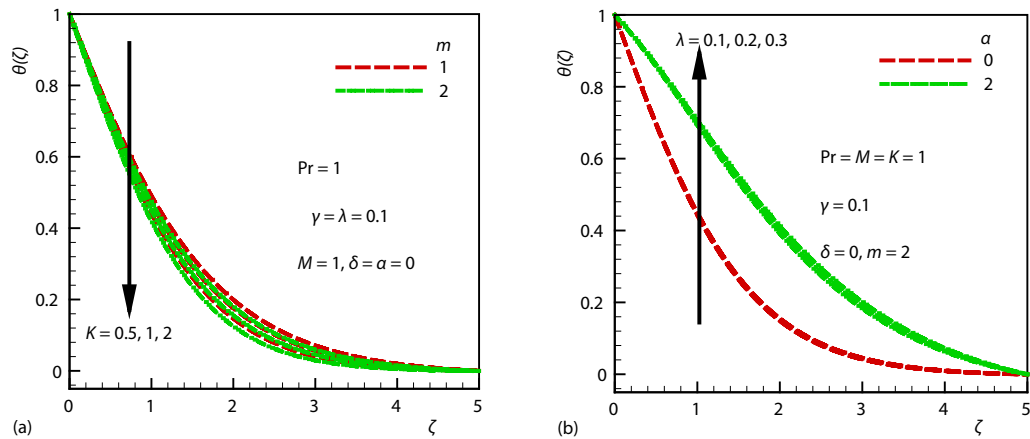 θ(ζ)
1
0.8
0.6
0.4
0.2
0
0
1
2
3
4
5
ζ
m
1
2
Pr = 1
γ = λ = 0.1
M = 1, δ = α = 0
K = 0.5, 1, 2
(a)
θ(ζ)
1
0.8
0.6
0.4
0.2
0
0
1
2
3
4
5
ζ
λ = 0.1, 0.2, 0.3
α
0
2
Pr = M = K = 1
γ = 0.1
δ = 0, m = 2
(b)